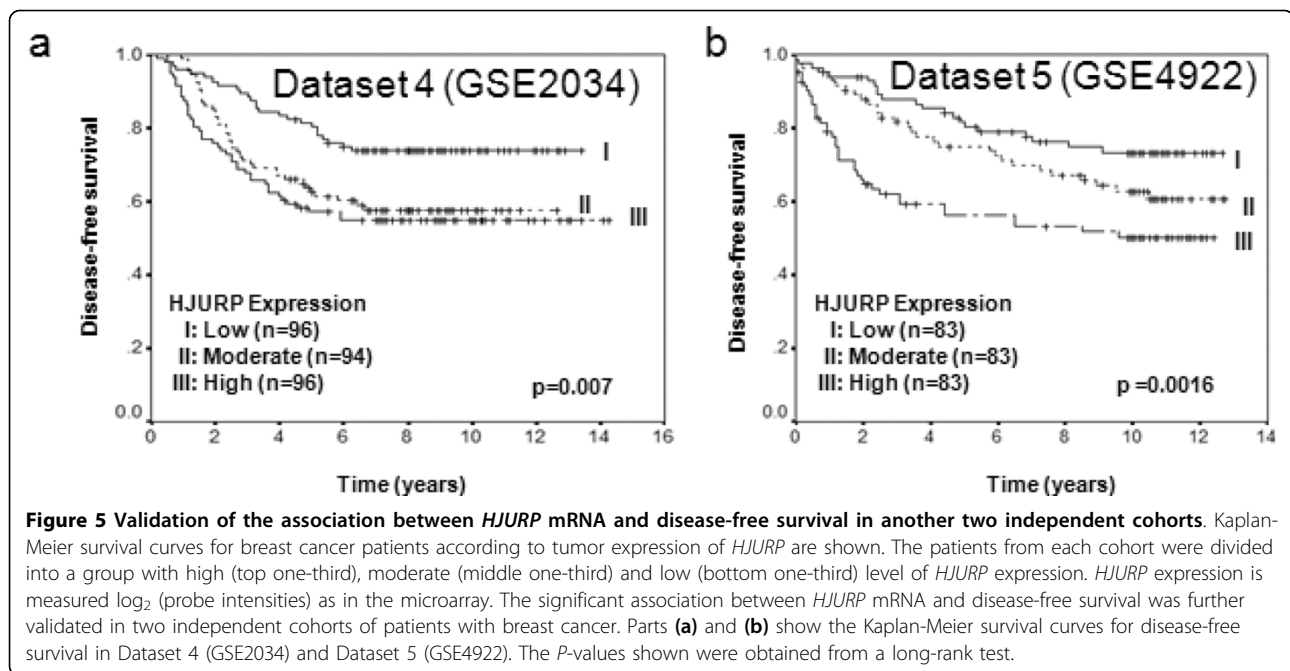 a
Dataset 4 (GSE2034)
Disease-free survival
1.0
.8
.6
.4
.2
0.0
I
II
III
HJURP Expression
I: Low (n=96)
II: Moderate (n=94)
III: High (n=96)
p=0.007
0 2 4 6 8 10 12 14 16
Time (years)
b
Dataset 5 (GSE4922)
Disease-free survival
1.0
.8
.6
.4
.2
0.0
I
II
III
HJURP Expression
I: Low (n=83)
II: Moderate (n=83)
III: High (n=83)
p =0.0016
0 2 4 6 8 10 12 14
Time (years)
Figure 5 Validation of the association between HJURP mRNA and disease-free survival in another two independent cohorts. Kaplan-
Meier survival curves for breast cancer patients according to tumor expression of HJURP are shown. The patients from each cohort were divided
into a group with high (top one-third), moderate (middle one-third) and low (bottom one-third) level of HJURP expression. HJURP expression is
measured log₂ (probe intensities) as in the microarray. The significant association between HJURP mRNA and disease-free survival was further
validated in two independent cohorts of patients with breast cancer. Parts (a) and (b) show the Kaplan-Meier survival curves for disease-free
survival in Dataset 4 (GSE2034) and Dataset 5 (GSE4922). The P-values shown were obtained from a long-rank test.